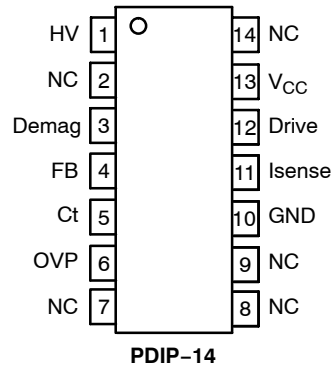 HV 1 14 NC
NC 2 13 VCC
Demag 3 12 Drive
FB 4 11 Isense
Ct 5 10 GND
OVP 6 9 NC
NC 7 8 NC
PDIP−14